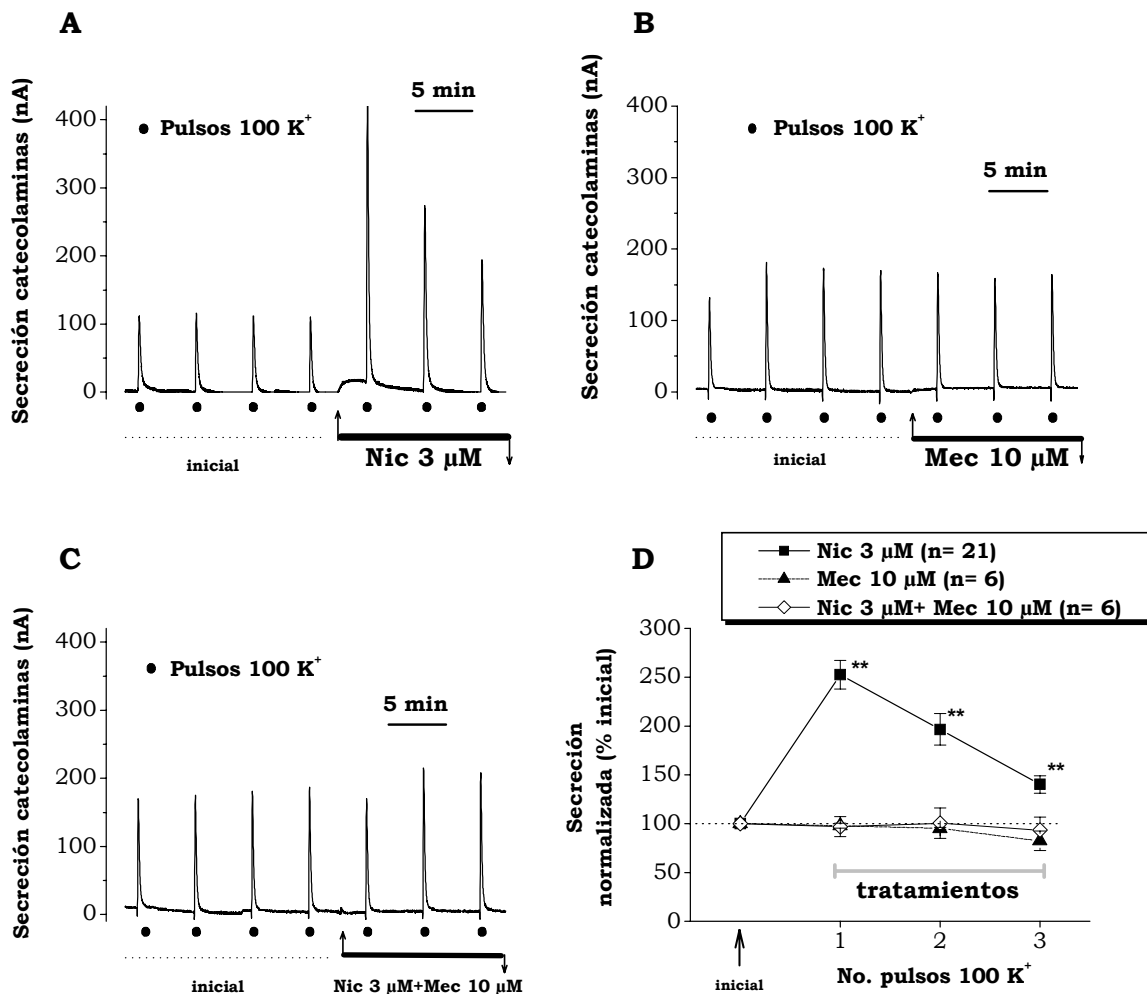 A
Secreción catecolaminas (nA)
400
300
200
100
0
5 min
● Pulsos 100 K⁺
inicial
Nic 3 µM
B
Secreción catecolaminas (nA)
400
300
200
100
0
● Pulsos 100 K⁺
5 min
inicial
Mec 10 µM
C
Secreción catecolaminas (nA)
400
300
200
100
0
● Pulsos 100 K⁺
5 min
inicial
Nic 3 µM+Mec 10 µM
D
Nic 3 µM (n= 21)
Mec 10 µM (n= 6)
Nic 3 µM+ Mec 10 µM (n= 6)
Secreción
normalizada (% inicial)
300
250
200
150
100
50
0
**
**
**
tratamientos
1
2
3
inicial
No. pulsos 100 K⁺